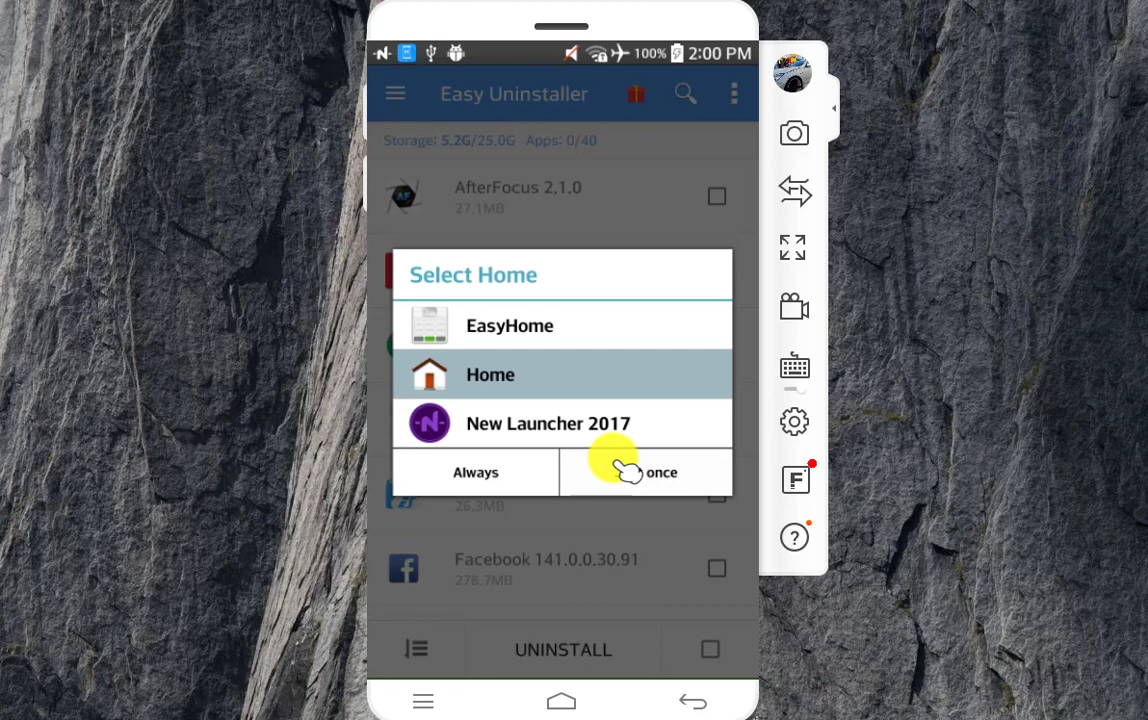 -N- 100% 2:00 PM
Easy Uninstaller
Storage: 5,2G/25,0G Apps: 0/40
AfterFocus 2,1,0
27,1MB
Select Home
EasyHome
Home
-N- New Launcher 2017
Always once
26,3MB
Facebook 141.0.0.30.91
278.7MB
UNINSTALL
F
?